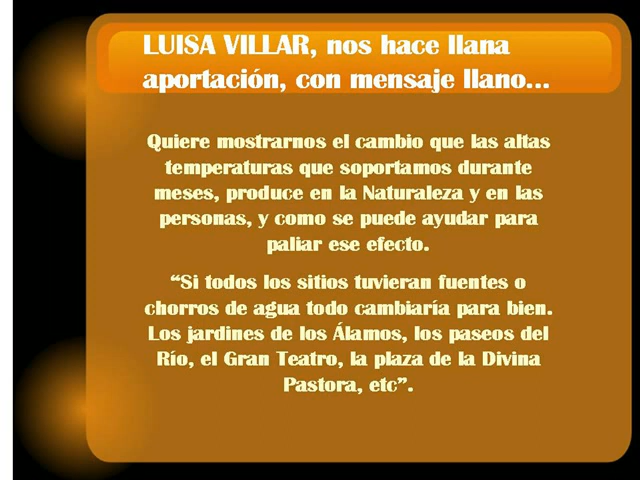 LUISA VILLAR, nos hace llana
aportación, con mensaje llano...
Quiere mostrarnos el cambio que las altas
temperaturas que soportamos durante
meses, produce en la Naturaleza y en las
personas, y como se puede ayudar para
paliar ese efecto.
“Si todos los sitios tuvieran fuentes o
chorros de agua todo cambiaría para bien.
Los jardines de los Álamos, los paseos del
Río, el Gran Teatro, la plaza de la Divina
Pastora, etc”.